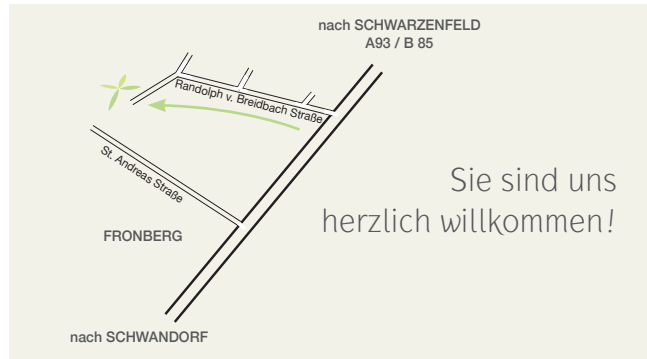 nach SCHWARZENFELD
A93 / B 85
Randolph v. Breidbach Straße
St. Andreas Straße
Sie sind uns
herzlich willkommen!
FRONBERG
nach SCHWANDORF